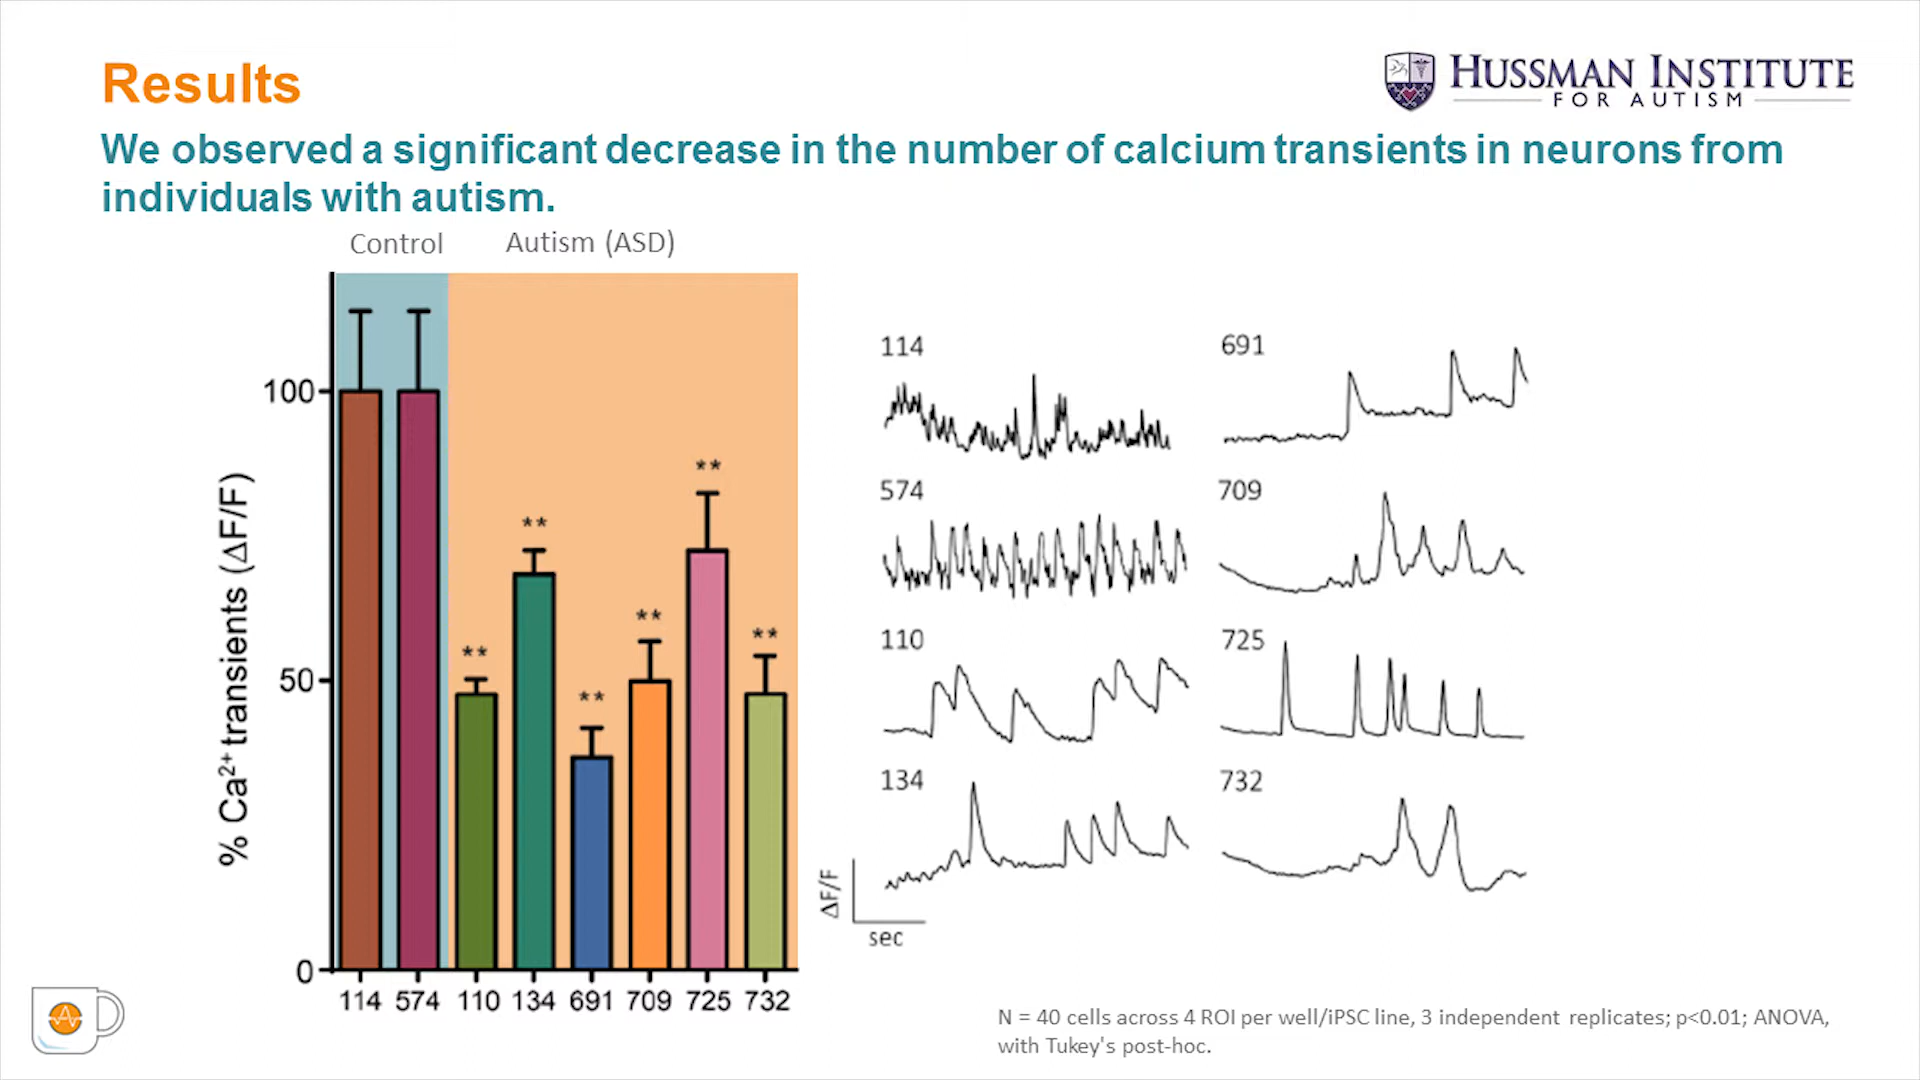 Results
HUSSMAN INSTITUTE
FOR AUTISM
We observed a significant decrease in the number of calcium transients in neurons from
individuals with autism.
Control
Autism (ASD)
% Ca²⁺ transients (ΔF/F)
100
50
0
**
**
**
**
**
**
114 574 110 134 691 709 725 732
114
691
574
709
110
725
134
732
ΔF/F
sec
N = 40 cells across 4 ROI per well/iPSC line, 3 independent replicates; p<0.01; ANOVA,
with Tukey's post-hoc.